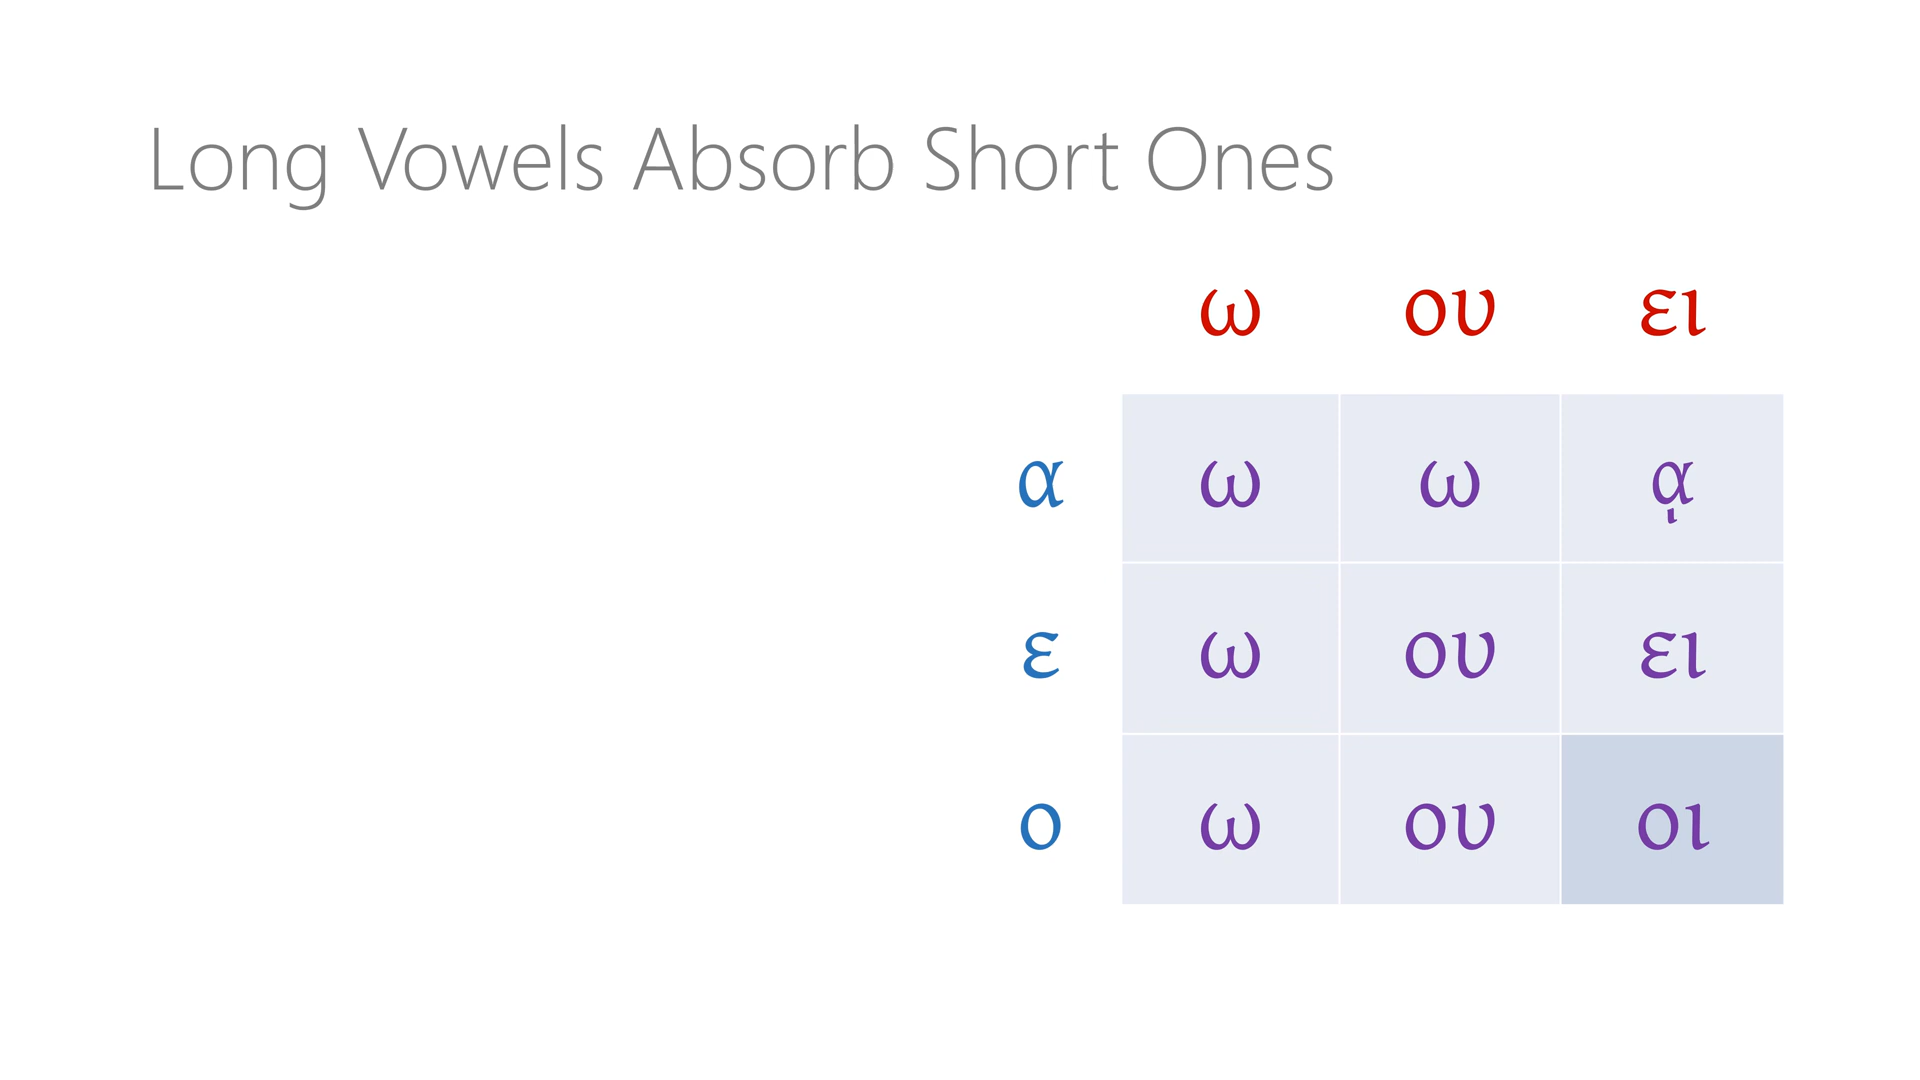 Long Vowels Absorb Short Ones
ω ου ει
α ω ω ᾳ
ε ω ου ει
ο ω ου οι